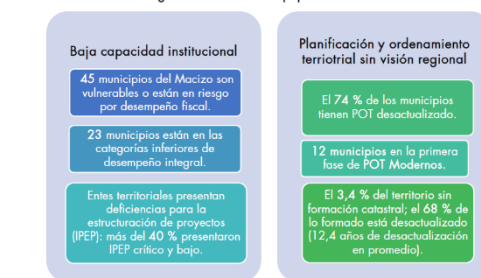 Baja capacidad institucional
45 municipios del Macizo son
vulnerables o están en riesgo
por desempeño fiscal.
23 municipios están en las
categorías inferiores de
desempeño integral.
Entes territoriales presentan
deficiencias para la
estructuración de proyectos
(IPEP): más del 40 % presentaron
IPEP crítico y bajo.
Planificación y ordenamiento
terriotrial sin visión regional
El 74 % de los municipios
tienen POT desactualizado.
12 municipios en la primera
fase de POT Modernos.
El 3,4 % del territorio sin
formación catastral; el 68 % de
lo formado está desactualizado
(12,4 años de desactualización
en promedio).